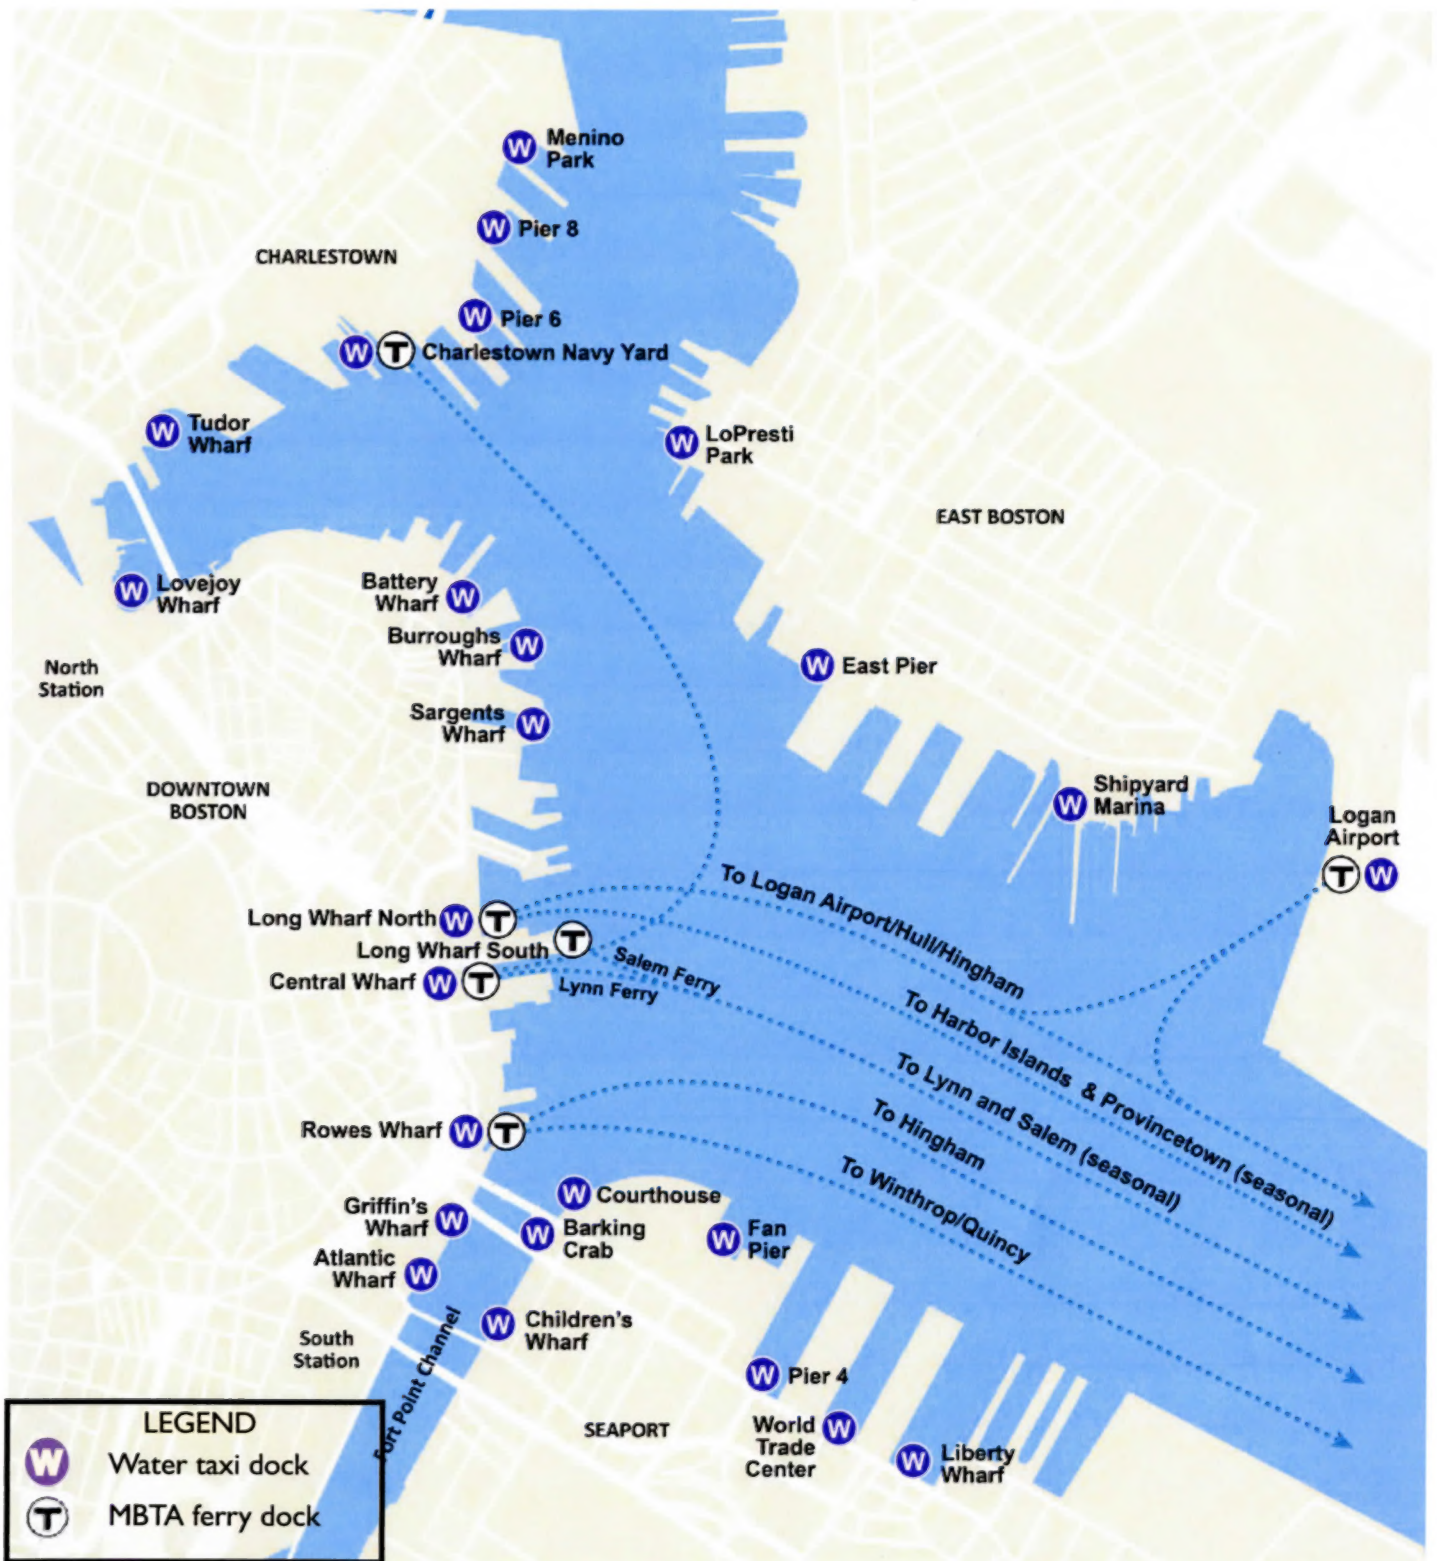 W Menino
Park
W Pier 8
CHARLESTOWN
W Pier 6
W T Charlestown Navy Yard
W Tudor
Wharf
W LoPresti
Park
EAST BOSTON
W Lovejoy
Wharf
Battery
Wharf W
Burroughs
Wharf W
North
Station
W East Pier
Sargents
Wharf W
DOWNTOWN
BOSTON
W Shipyard
Marina
Logan
Airport
T W
To Logan Airport/Hull/Hingham
Long Wharf North W T
Long Wharf South T
Salem Ferry
Central Wharf W T
Lynn Ferry
To Harbor Islands & Provincetown (seasonal)
To Lynn and Salem (seasonal)
To Hingham
Rowes Wharf W T
To Winthrop/Quincy
W Courthouse
Griffin's
Wharf W
W Barking
Crab
W Fan
Pier
Atlantic
Wharf W
W Children's
Wharf
South
Station
Fort Point Channel
W Pier 4
SEAPORT
World
Trade
Center W
W Liberty
Wharf
LEGEND
W Water taxi dock
T MBTA ferry dock